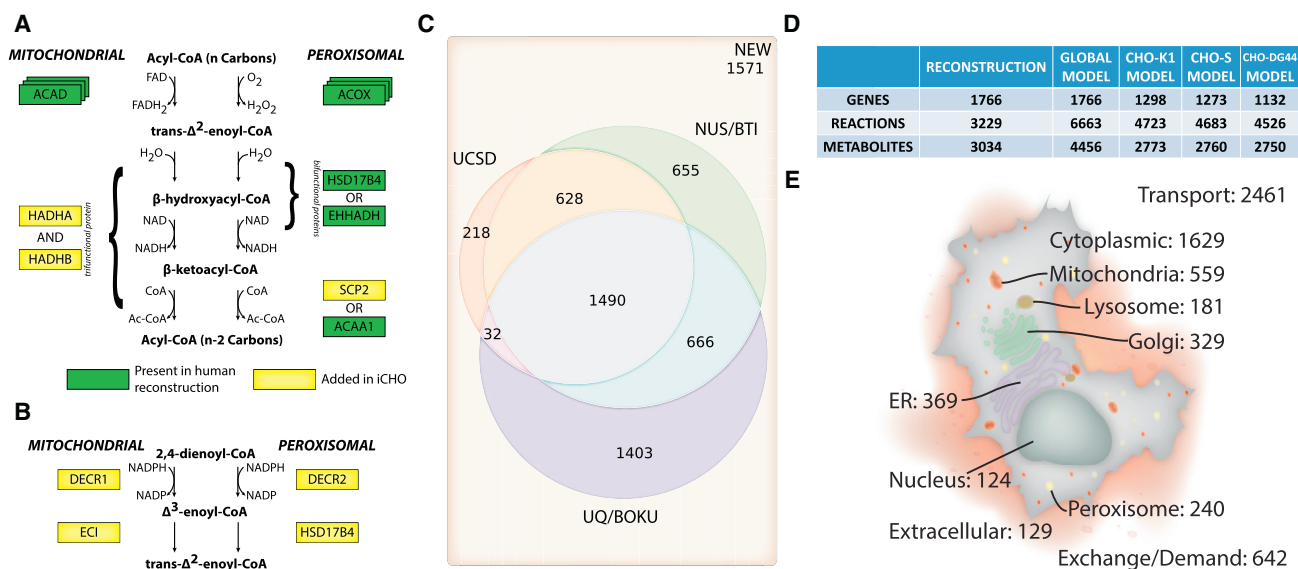 A
MITOCHONDRIAL
PEROXISOMAL
Acyl-CoA (n Carbons)
FAD
O2
ACAD
ACOX
FADH2
H2O2
trans-Δ2-enoyl-CoA
H2O
H2O
HSD17B4
OR
EHHADH
bifunctional proteins
β-hydroxyacyl-CoA
HADHA
AND
HADHB
trifunctional protein
NAD
NAD
NADH
NADH
β-ketoacyl-CoA
CoA
CoA
SCP2
OR
ACAA1
Ac-CoA
Ac-CoA
Acyl-CoA (n-2 Carbons)
Present in human
reconstruction
Added in iCHO
B
MITOCHONDRIAL
PEROXISOMAL
2,4-dienoyl-CoA
NADPH
NADPH
DECR1
DECR2
NADP
NADP
Δ3-enoyl-CoA
ECI
HSD17B4
trans-Δ2-enoyl-CoA
C
NEW
1571
NUS/BTI
UCSD
655
628
218
1490
32
666
1403
UQ/BOKU
D
RECONSTRUCTION GLOBAL MODEL CHO-K1 MODEL CHO-S MODEL CHO-DG44 MODEL
GENES 1766 1766 1298 1273 1132
REACTIONS 3229 6663 4723 4683 4526
METABOLITES 3034 4456 2773 2760 2750
E
Transport: 2461
Cytoplasmic: 1629
Mitochondria: 559
Lysosome: 181
Golgi: 329
ER: 369
Nucleus: 124
Peroxisome: 240
Extracellular: 129
Exchange/Demand: 642